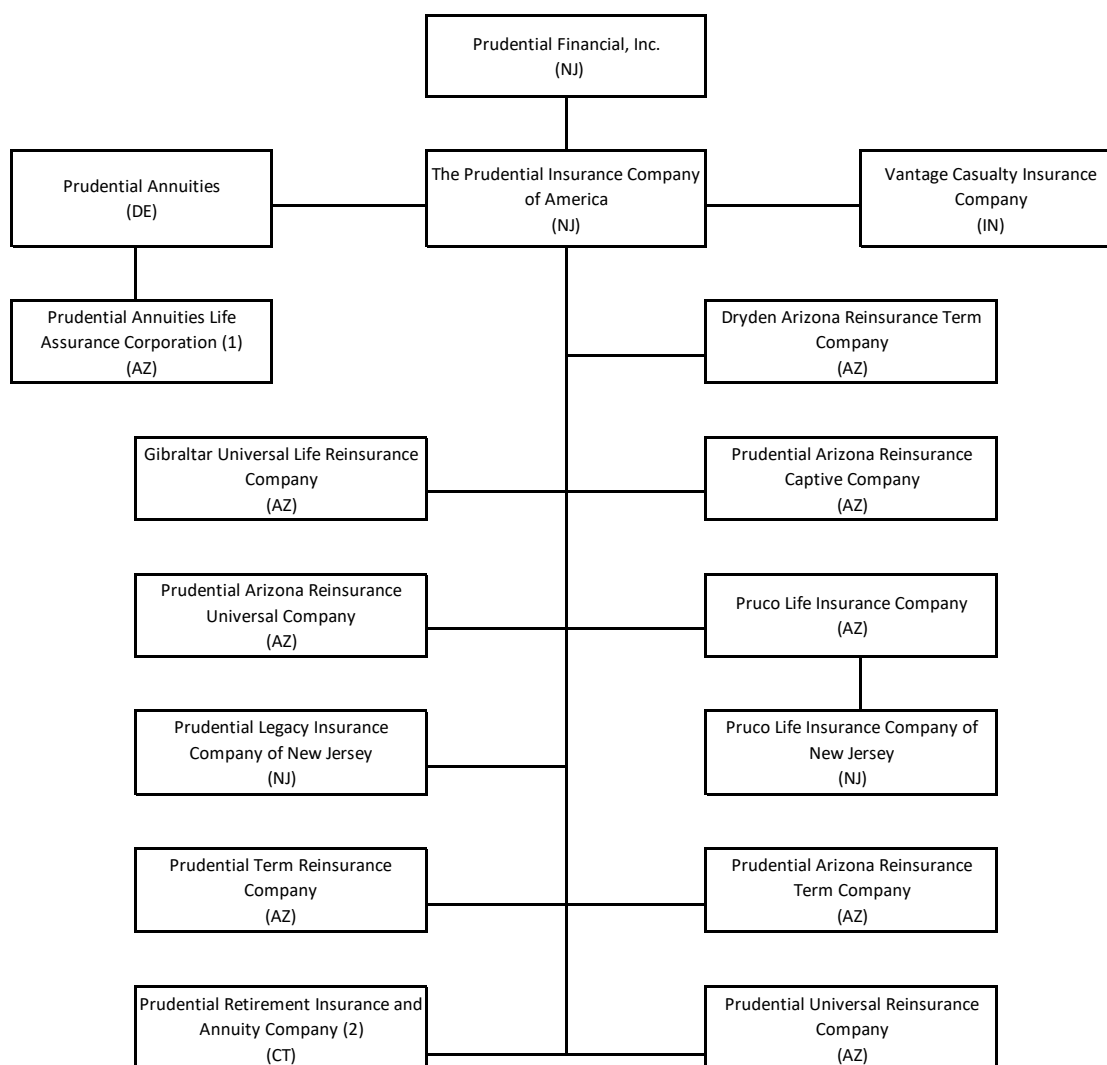 Prudential Financial, Inc.
(NJ)
Prudential Annuities
(DE)
The Prudential Insurance Company
of America
(NJ)
Vantage Casualty Insurance
Company
(IN)
Prudential Annuities Life
Assurance Corporation (1)
(AZ)
Dryden Arizona Reinsurance Term
Company
(AZ)
Gibraltar Universal Life Reinsurance
Company
(AZ)
Prudential Arizona Reinsurance
Captive Company
(AZ)
Prudential Arizona Reinsurance
Universal Company
(AZ)
Pruco Life Insurance Company
(AZ)
Prudential Legacy Insurance
Company of New Jersey
(NJ)
Pruco Life Insurance Company of
New Jersey
(NJ)
Prudential Term Reinsurance
Company
(AZ)
Prudential Arizona Reinsurance
Term Company
(AZ)
Prudential Retirement Insurance and
Annuity Company (2)
(CT)
Prudential Universal Reinsurance
Company
(AZ)